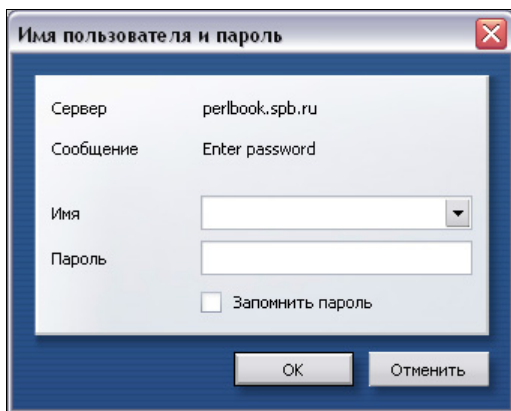 Имя пользователя и пароль
Сервер perlbook.spb.ru
Сообщение Enter password
Имя
Пароль
Запомнить пароль
OK Отменить